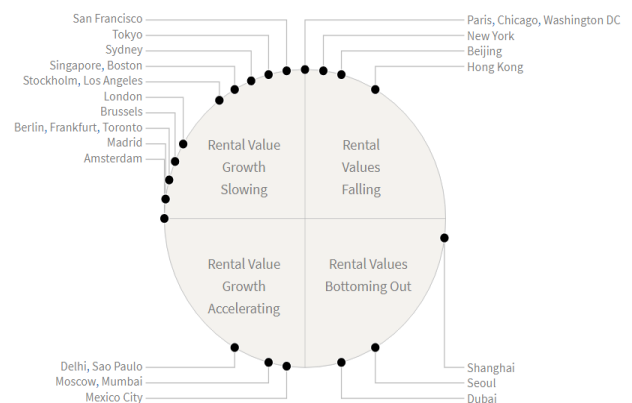 San Francisco
Tokyo
Sydney
Singapore, Boston
Stockholm, Los Angeles
London
Brussels
Berlin, Frankfurt, Toronto
Madrid
Amsterdam
Paris, Chicago, Washington DC
New York
Beijing
Hong Kong
Rental Value
Growth
Slowing
Rental
Values
Falling
Rental Value
Growth
Accelerating
Rental Values
Bottoming Out
Delhi, Sao Paulo
Moscow, Mumbai
Mexico City
Shanghai
Seoul
Dubai